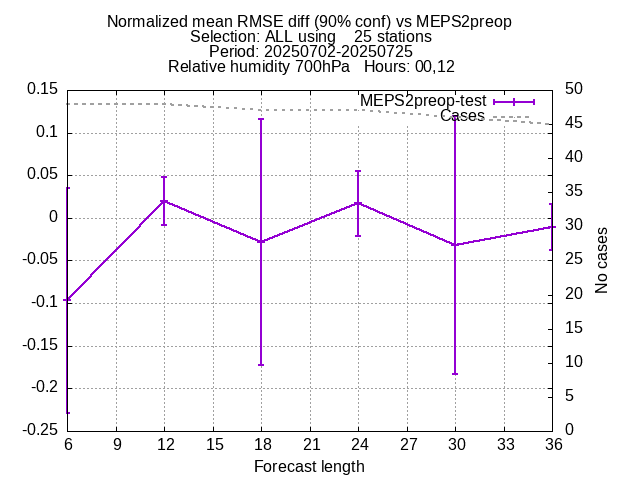 Normalized mean RMSE diff (90% conf) vs MEPS2preop
Selection: ALL using    25 stations
Period: 20250702-20250725
Relative humidity 700hPa   Hours: 00,12
MEPS2preop-test
Cases
0.15
0.1
0.05
0
-0.05
-0.1
-0.15
-0.2
-0.25
50
45
40
35
30
25
20
15
10
5
0
No cases
6 9 12 15 18 21 24 27 30 33 36
Forecast length